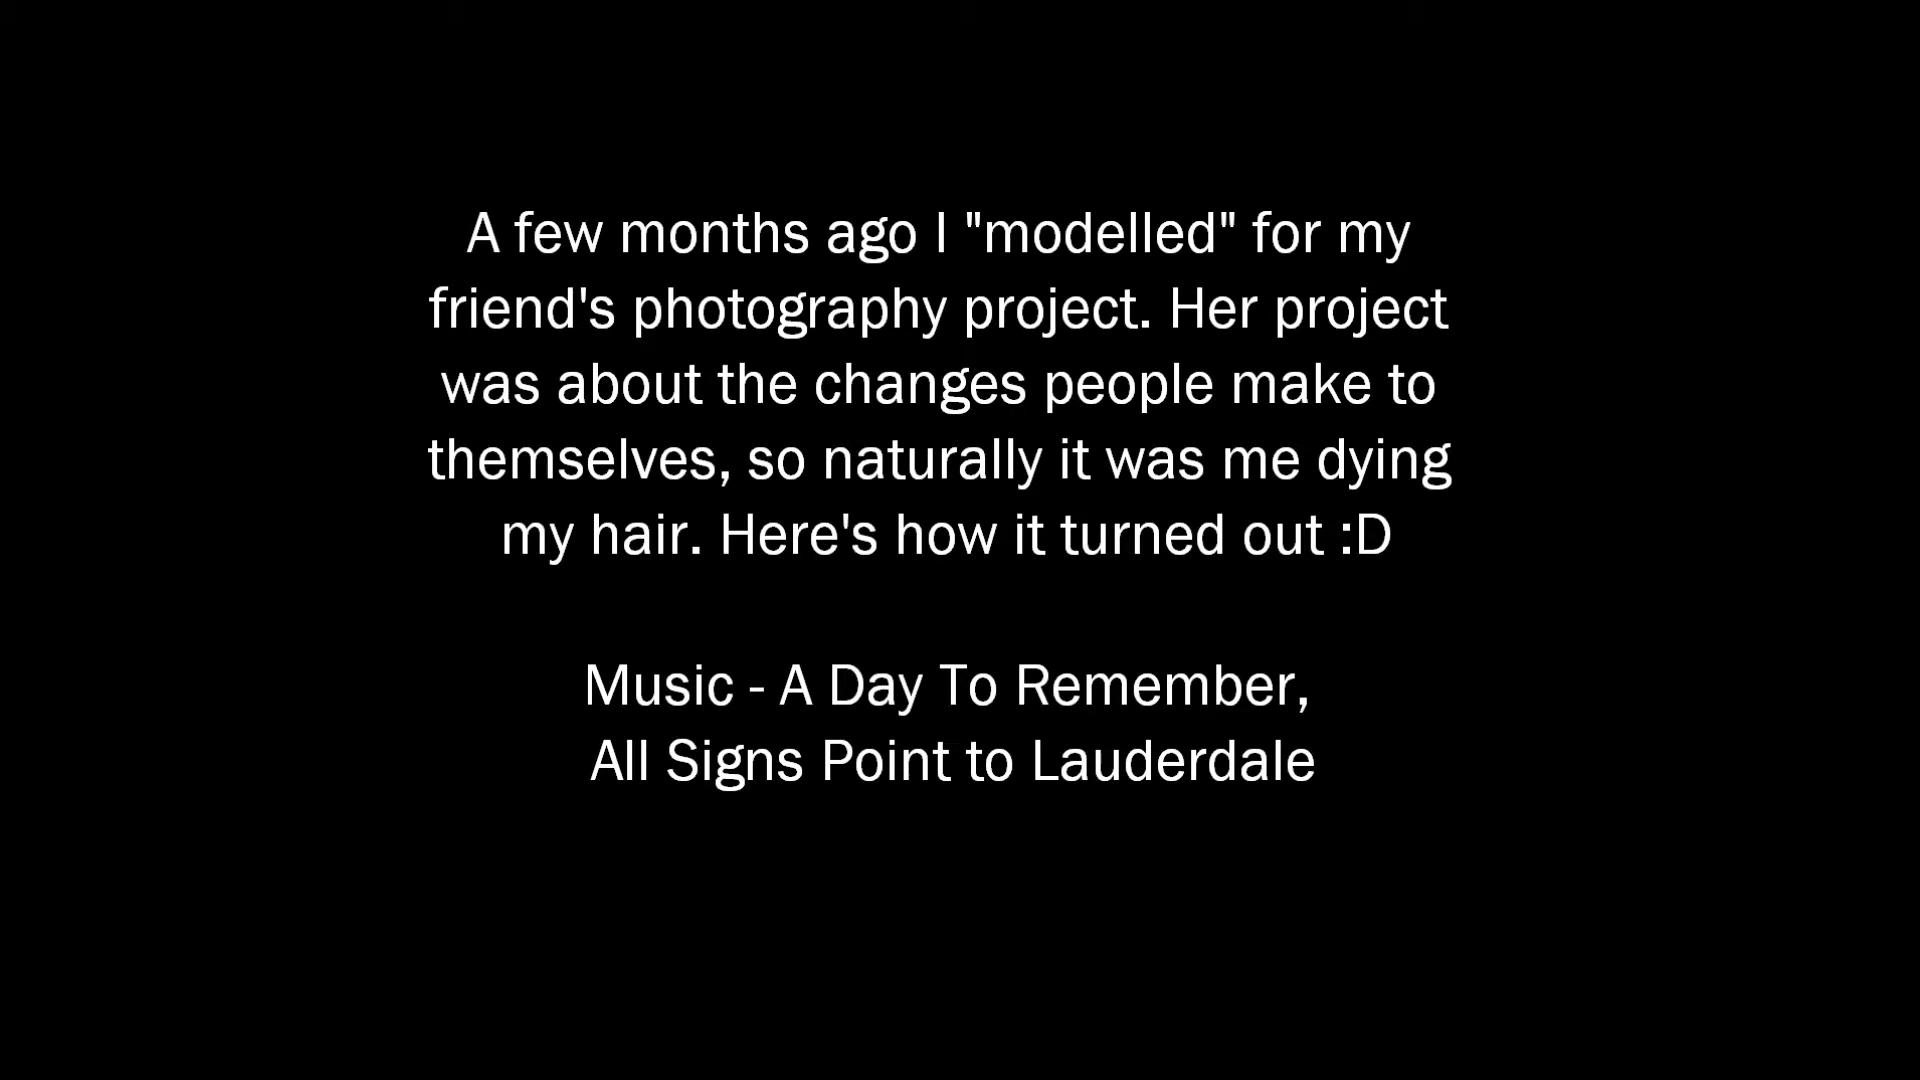 A few months ago I "modelled" for my
friend's photography project. Her project
was about the changes people make to
themselves, so naturally it was me dying
my hair. Here's how it turned out :D
Music - A Day To Remember,
All Signs Point to Lauderdale